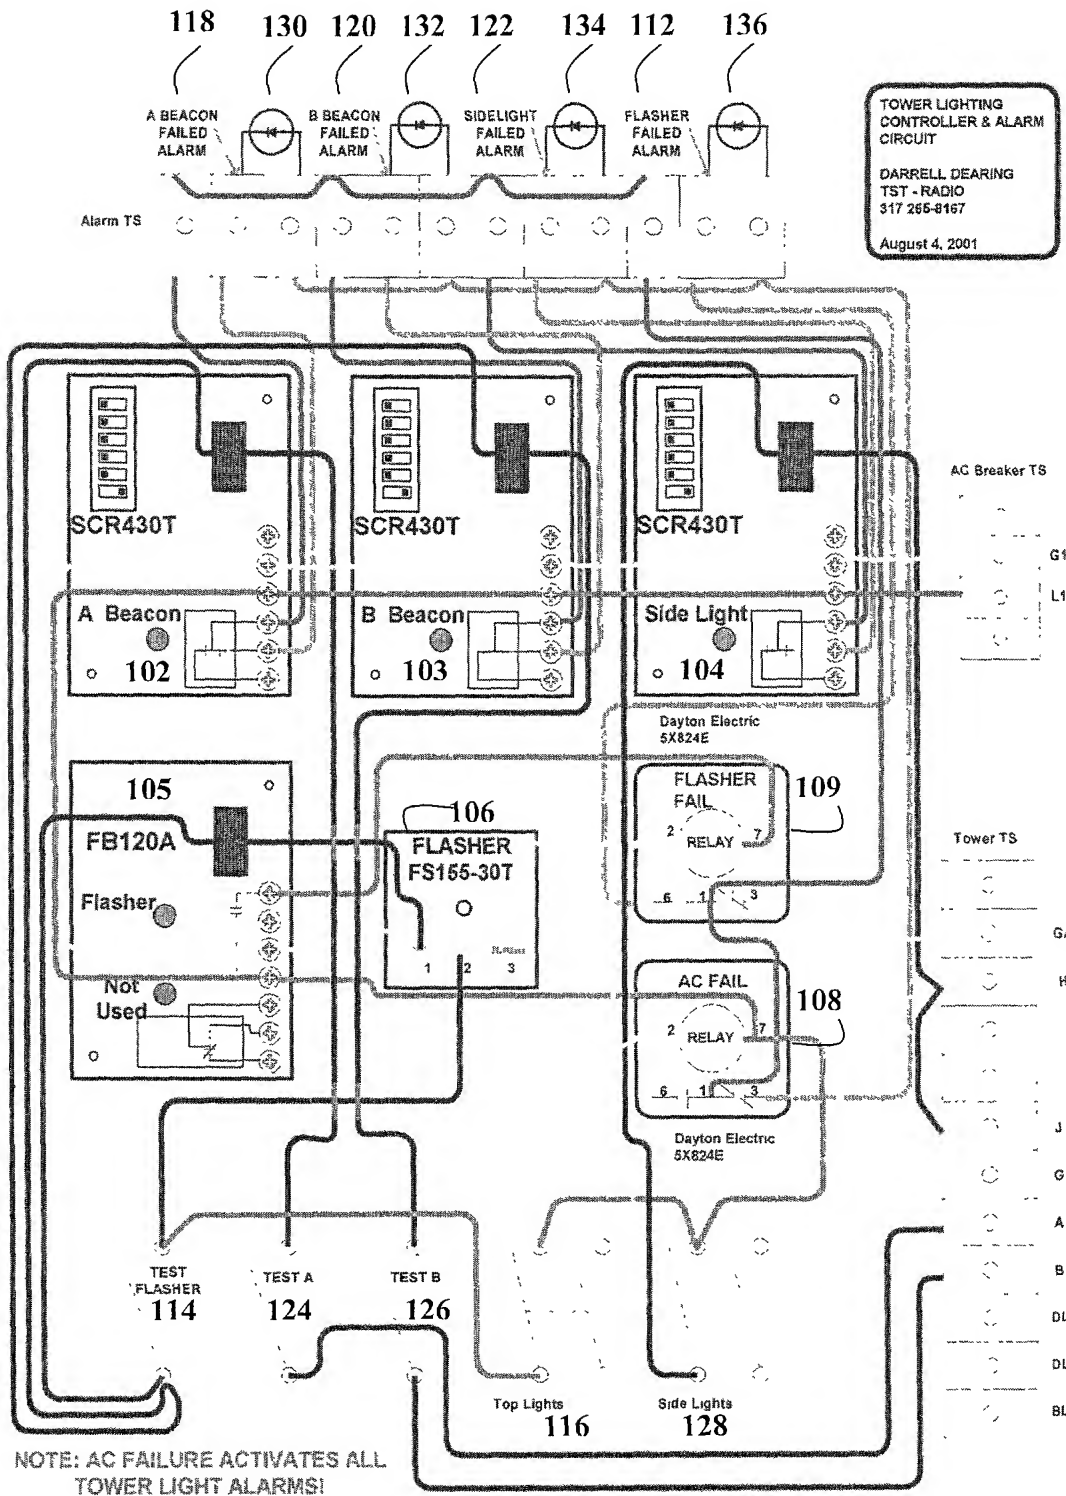 118 130 120 132 122 134 112 136
A BEACON
FAILED
ALARM
B BEACON
FAILED
ALARM
SIDELIGHT
FAILED
ALARM
FLASHER
FAILED
ALARM
TOWER LIGHTING
CONTROLLER & ALARM
CIRCUIT
DARRELL DEARING
TST - RADIO
317 265-8167
August 4, 2001
Alarm TS
AC Breaker TS
SCR430T
SCR430T
SCR430T
G1
L1
A Beacon
B Beacon
Side Light
102
103
104
Dayton Electric
5X824E
105
106
FLASHER
FAIL
109
2 RELAY 7
6 1 3
FB120A
FLASHER
FS155-30T
1 2 3
Flasher
Tower TS
Not
Used
AC FAIL
108
2 RELAY 7
6 1 3
Dayton Electric
5X824E
H
J
G
A
B
DL
DL
BL
TEST
FLASHER
114
TEST A
124
TEST B
126
Top Lights
116
Side Lights
128
NOTE: AC FAILURE ACTIVATES ALL
TOWER LIGHT ALARMS!